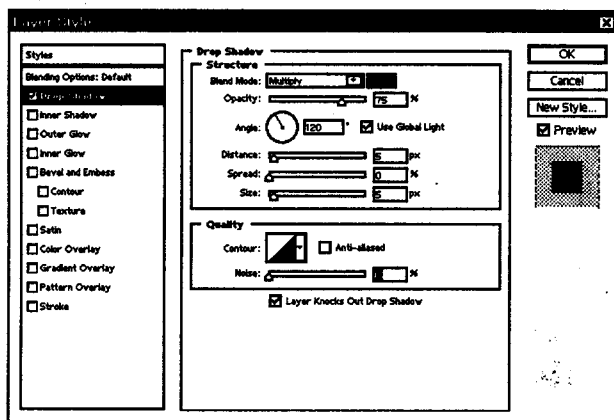 Layer Style
Styles
Blending Options: Default
Drop Shadow
Inner Shadow
Outer Glow
Inner Glow
Bevel and Emboss
Contour
Texture
Satin
Color Overlay
Gradient Overlay
Pattern Overlay
Stroke
Drop Shadow
Structure
Blend Mode: Multiply
Opacity: 75 %
Angle: 120 ° Use Global Light
Distance: 5 px
Spread: 0 %
Size: 5 px
Quality
Contour: Anti-aliased
Noise: %
Layer Knocks Out Drop Shadow
OK
Cancel
New Style...
Preview